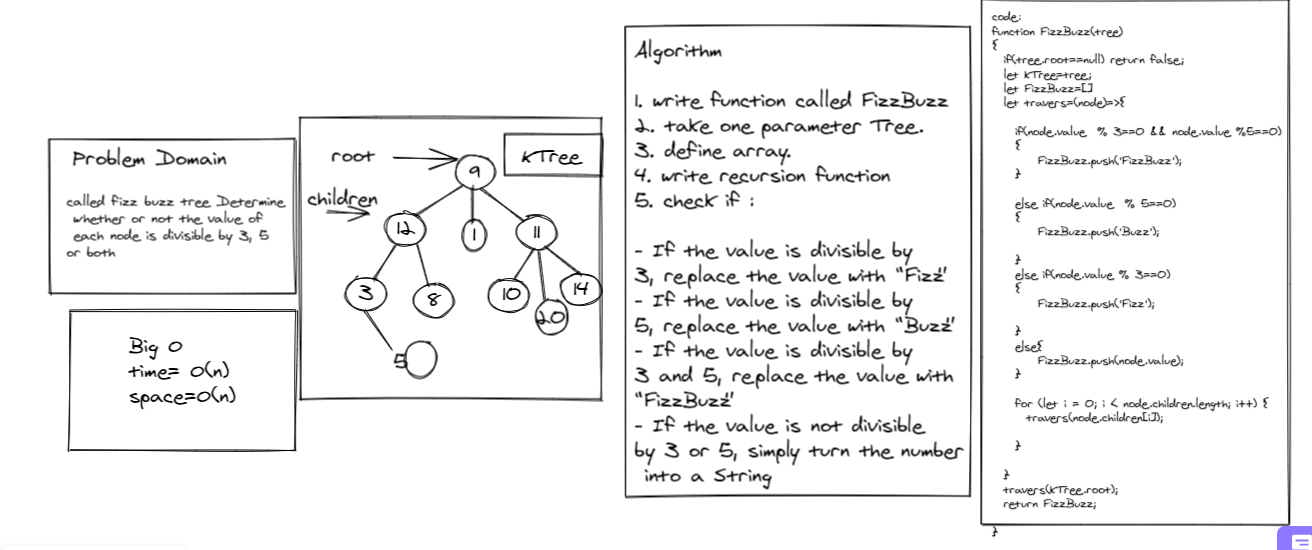 Problem Domain
called fizz buzz tree Determine
whether or not the value of
each node is divisible by 3, 5
or both
Big O
time= O(n)
space=O(n)
root
KTree
9
children
12
1
11
3
8
10
14
20
5
Algorithm
1. write function called FizzBuzz
2. take one parameter Tree.
3. define array.
4. write recursion function
5. check if :
- If the value is divisible by
3, replace the value with "Fizz"
- If the value is divisible by
5, replace the value with "Buzz"
- If the value is divisible by
3 and 5, replace the value with
"FizzBuzz"
- If the value is not divisible
by 3 or 5, simply turn the number
into a String
code:
function FizzBuzz(tree)
{
if(tree.root==null) return false;
let KTree=tree;
let FizzBuzz=[]
let travers=(node)=>{
if(node.value % 3==0 && node.value %5==0)
{
FizzBuzz.push('FizzBuzz');
}
else if(node.value % 5==0)
{
FizzBuzz.push('Buzz');
}
else if(node.value % 3==0)
{
FizzBuzz.push('Fizz');
}
else{
FizzBuzz.push(node.value);
}
for (let i = 0; i < node.children.length; i++) {
travers(node.children[i]);
}
}
travers(KTree.root);
return FizzBuzz;
}